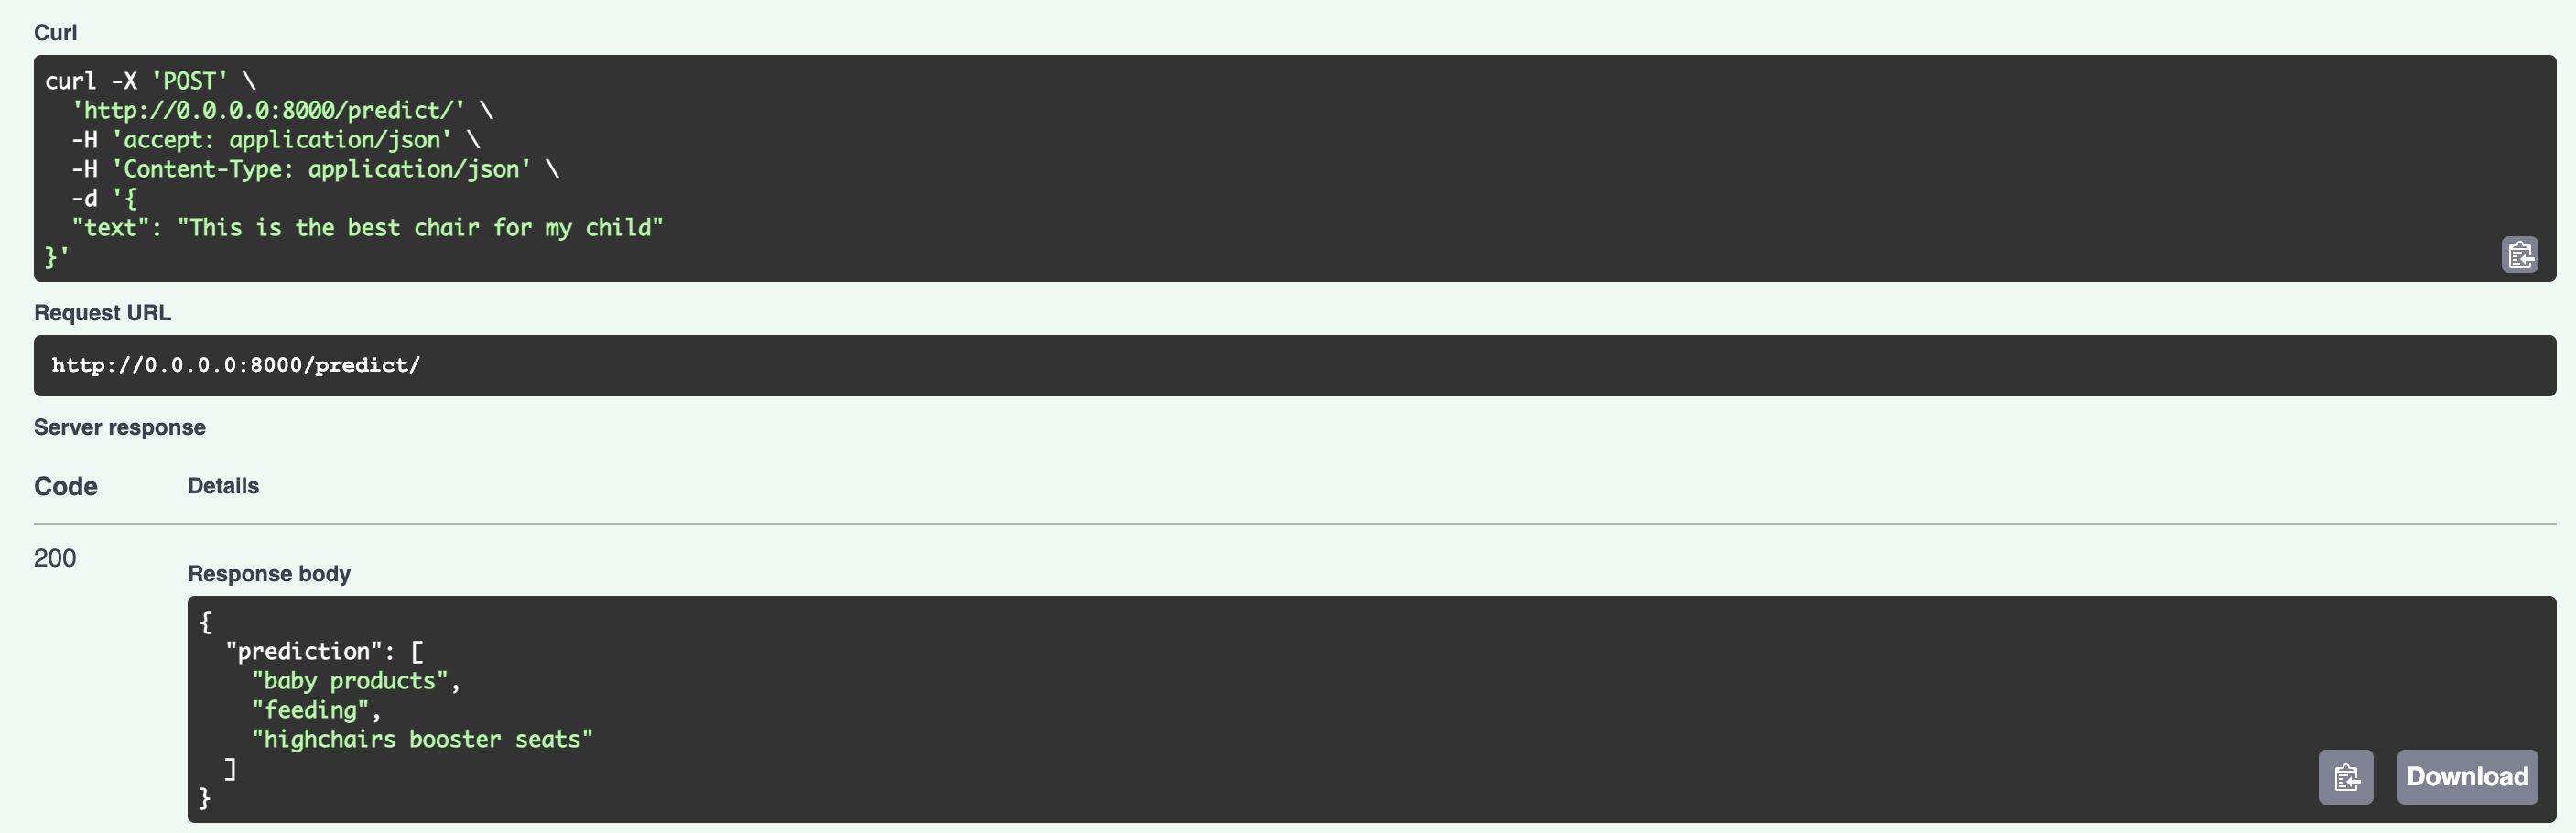 Curl
curl -X 'POST' \
  'http://0.0.0.0:8000/predict/' \
  -H 'accept: application/json' \
  -H 'Content-Type: application/json' \
  -d '{
  "text": "This is the best chair for my child"
}'
Request URL
http://0.0.0.0:8000/predict/
Server response
Code Details
200
Response body
{
  "prediction": [
    "baby products",
    "feeding",
    "highchairs booster seats"
  ]
}
Download